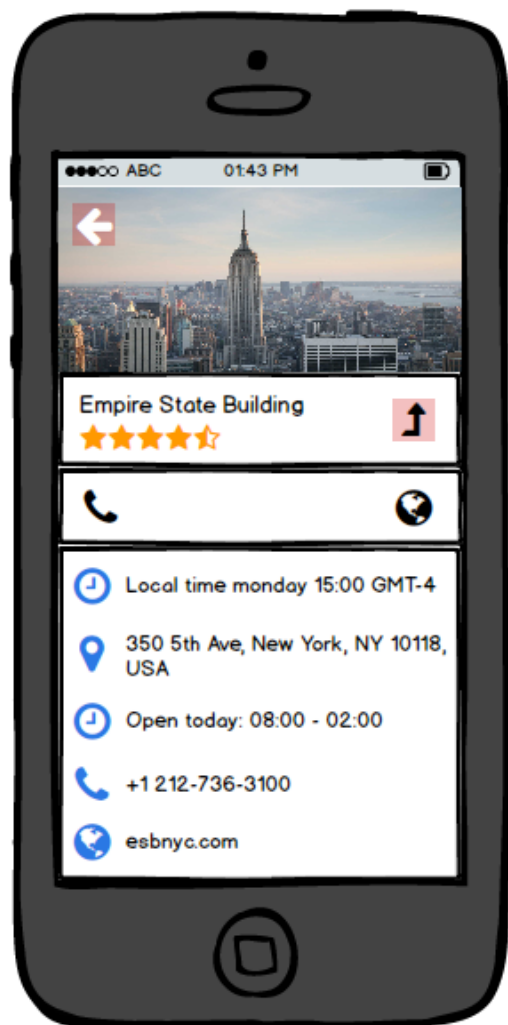 ABC 01:43 PM
Empire State Building
Local time monday 15:00 GMT-4
350 5th Ave, New York, NY 10118,
USA
Open today: 08:00 - 02:00
+1 212-736-3100
esbnyc.com